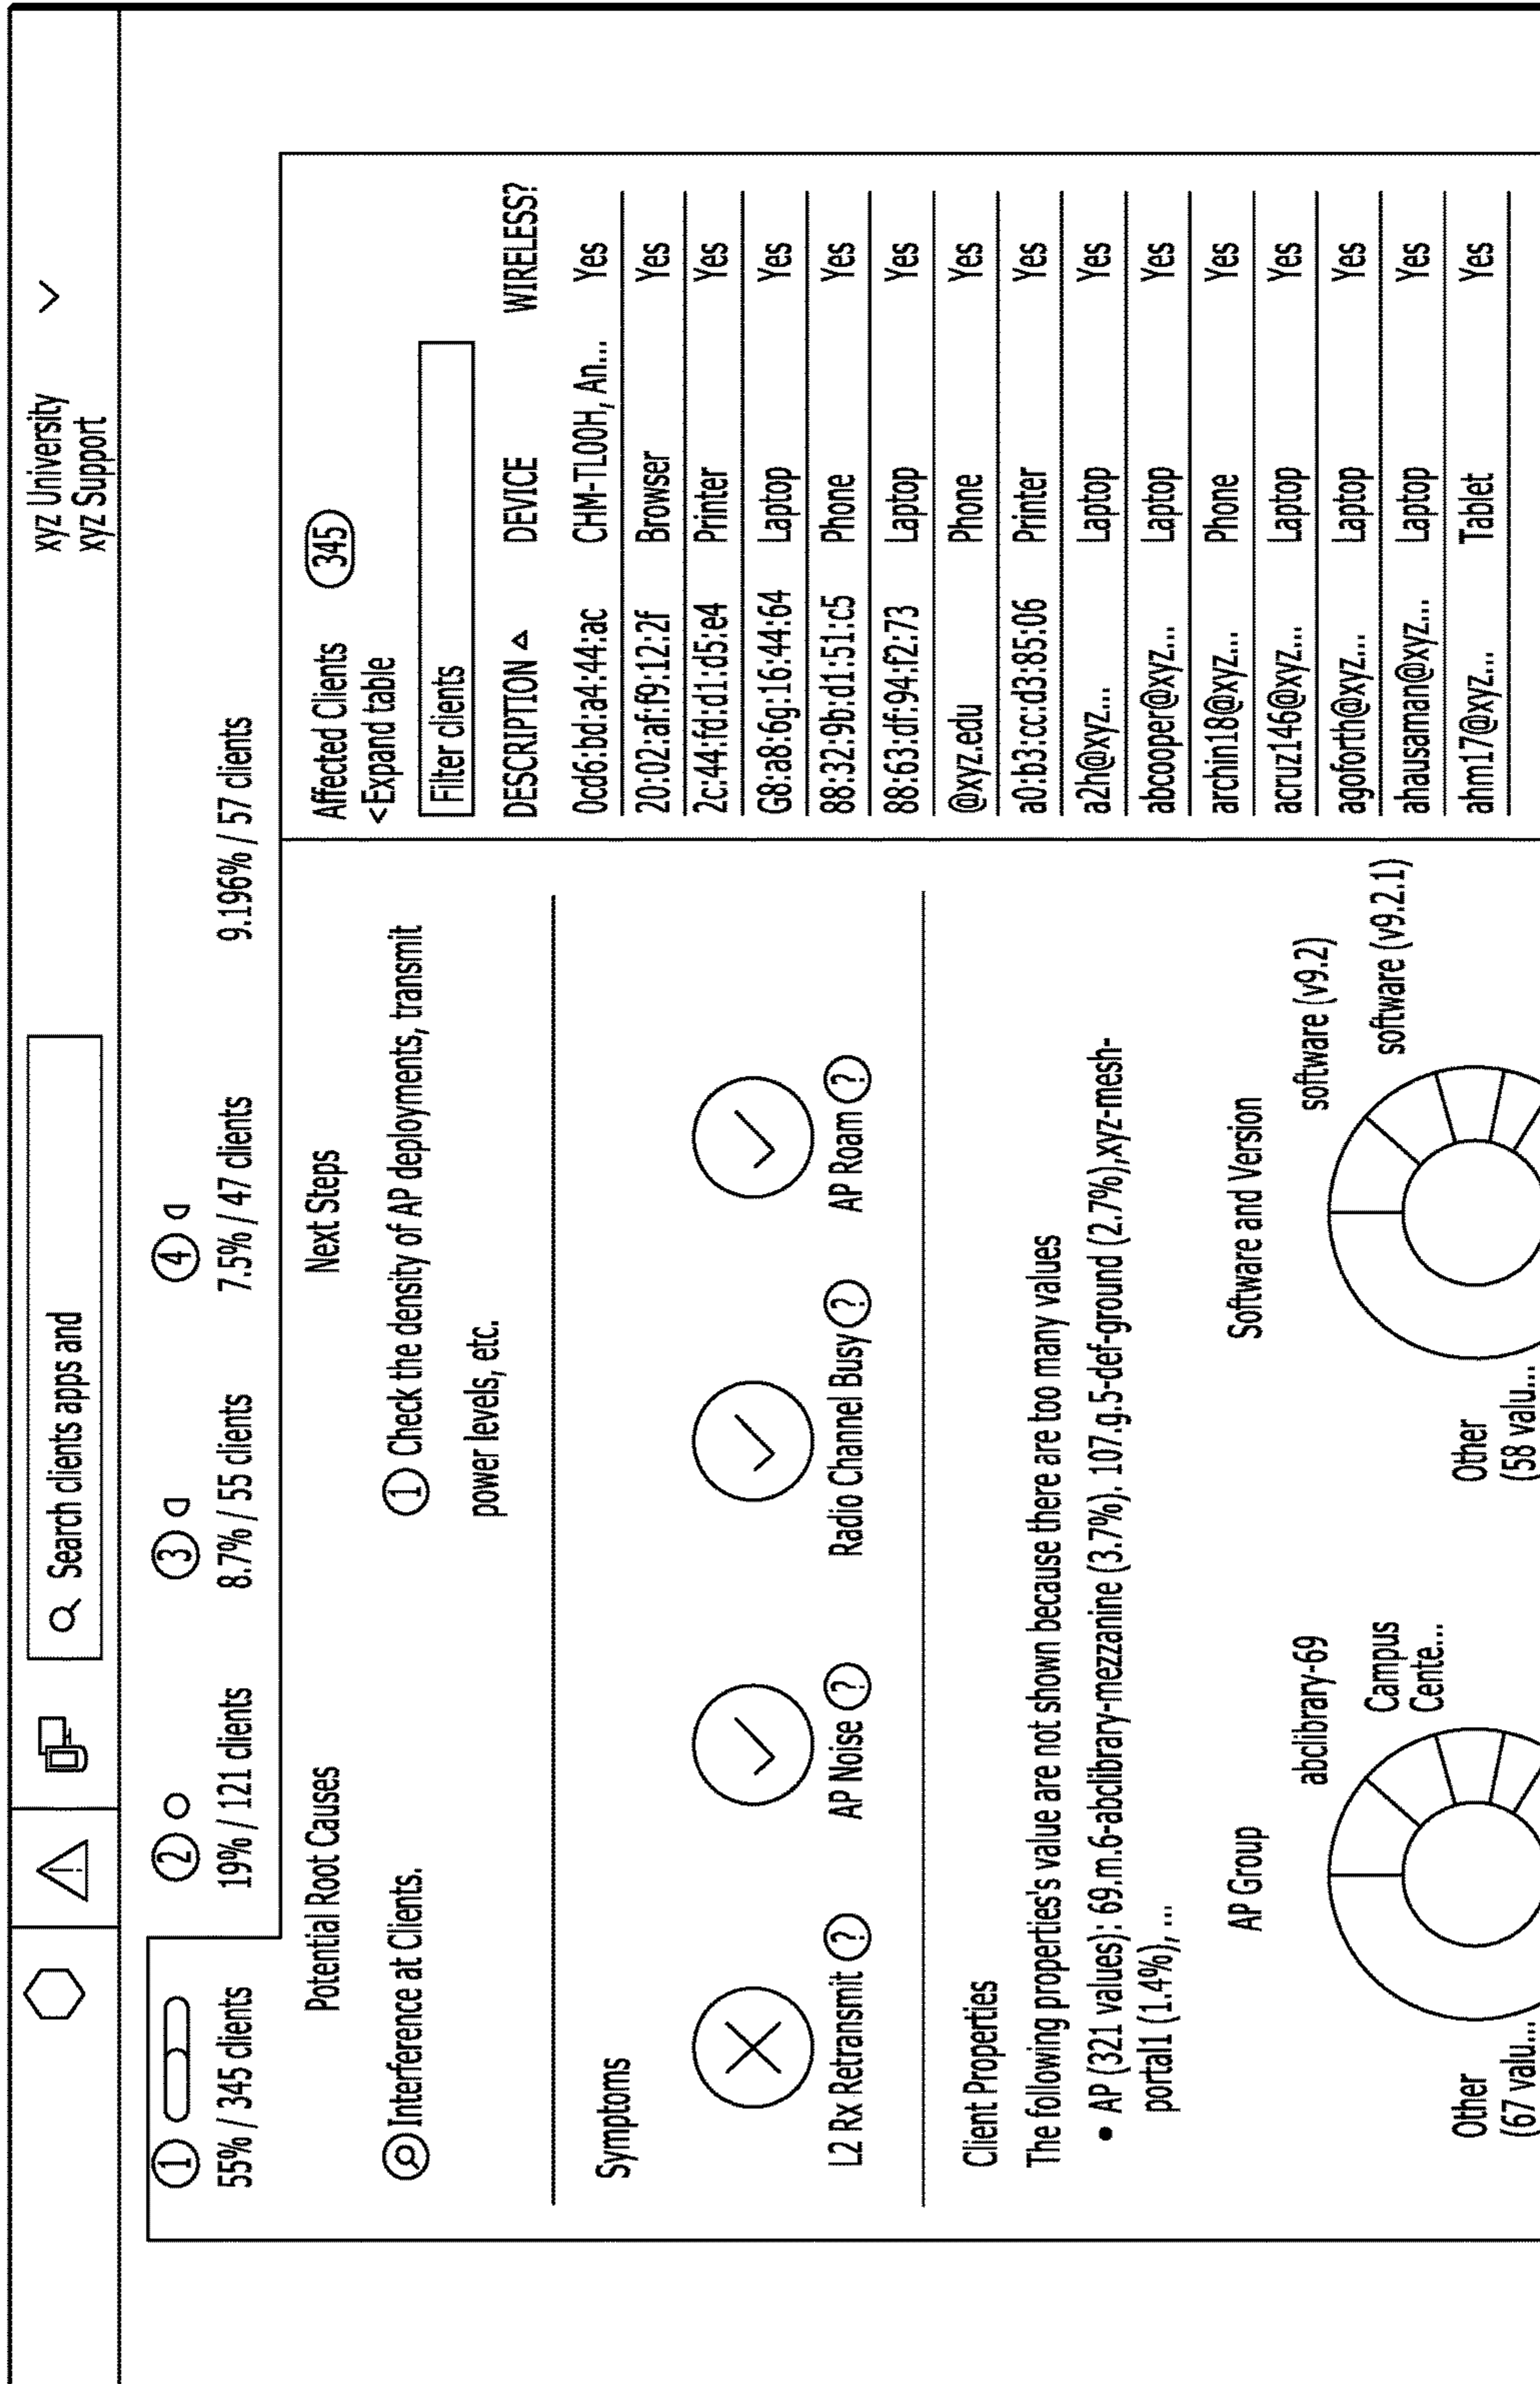 Search clients apps and
xyz University
xyz Support
1
55% / 345 clients
2
19% / 121 clients
3
8.7% / 55 clients
4
7.5% / 47 clients
9.196% / 57 clients
Potential Root Causes
Interference at Clients.
Next Steps
1 Check the density of AP deployments, transmit
power levels, etc.
Symptoms
L2 Rx Retransmit ?
AP Noise ?
Radio Channel Busy ?
AP Roam ?
Client Properties
The following properties's value are not shown because there are too many values
• AP (321 values): 69.m.6-abclibrary-mezzanine (3.7%). 107.g.5-def-ground (2.7%),xyz-mesh-
portal1 (1.4%), ...
AP Group
abclibrary-69
Campus
Cente...
Other
(67 valu...
Software and Version
software (v9.2)
software (v9.2.1)
Other
(58 valu...
Affected Clients 345
<Expand table
Filter clients
DESCRIPTION DEVICE WIRELESS?
0cd6:bd:a4:44:ac CHM-TL00H, An... Yes
20:02:af:f9:12:2f Browser Yes
2c:44:fd:d1:d5:e4 Printer Yes
G8:a8:6g:16:44:64 Laptop Yes
88:32:9b:d1:51:c5 Phone Yes
88:63:df:94:f2:73 Laptop Yes
@xyz.edu Phone Yes
a0:b3:cc:d3:85:06 Printer Yes
a2h@xyz... Laptop Yes
abcooper@xyz... Laptop Yes
archin18@xyz... Phone Yes
acruz146@xyz... Laptop Yes
agoforth@xyz... Laptop Yes
ahausaman@xyz... Laptop Yes
ahm17@xyz... Tablet Yes